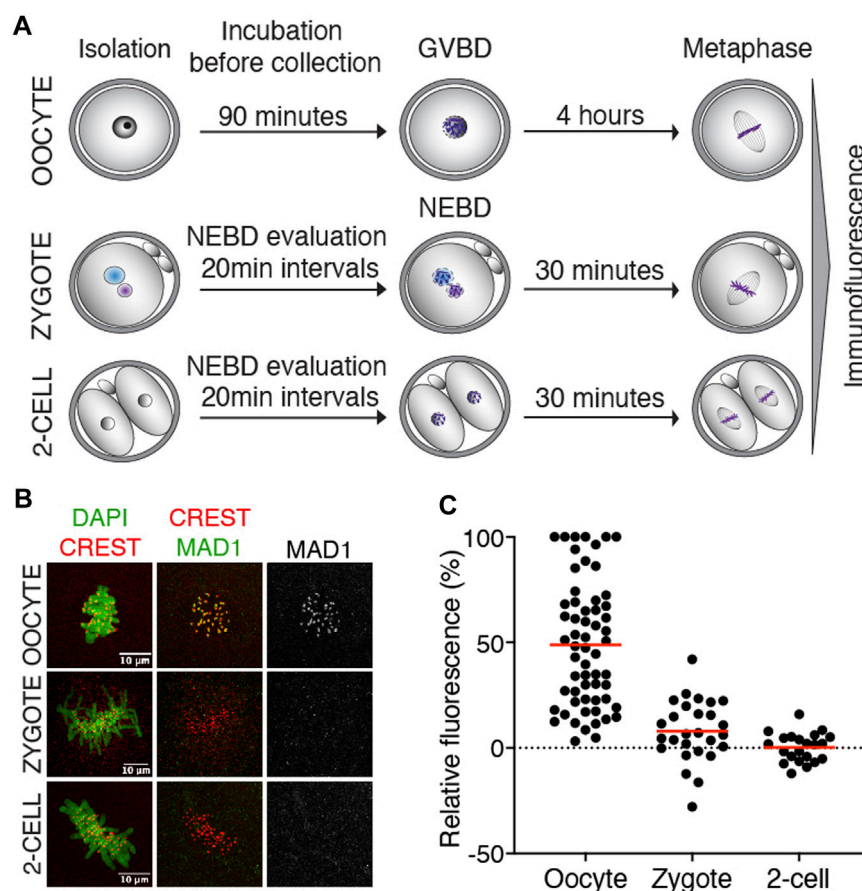 A
Isolation
Incubation
before collection
GVBD
Metaphase
OOCYTE
90 minutes
4 hours
NEBD
ZYGOTE
NEBD evaluation
20min intervals
30 minutes
2-CELL
NEBD evaluation
20min intervals
30 minutes
Immunofluorescence
B
DAPI
CREST
CREST
MAD1
MAD1
OOCYTE
10 µm
ZYGOTE
10 µm
2-CELL
10 µm
C
Relative fluorescence (%)
100
50
0
-50
Oocyte
Zygote
2-cell